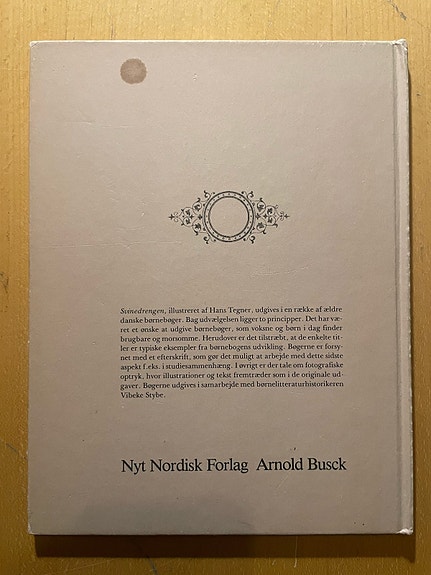 Svinedrengen, illustreret af Hans Tegner, udgives i en række af ældre
danske børnebøger. Bag udvælgelsen ligger to principper. Det har væ-
ret et ønske at udgive børnebøger, som voksne og børn i dag finder
brugbare og morsomme. Herudover er det tilstræbt, at de enkelte tit-
ler er typiske eksempler fra børnebogens udvikling. Bøgerne er forsy-
net med et efterskrift, som gør det muligt at arbejde med dette sidste
aspekt f.eks. i studiesammenhæng. I øvrigt er der tale om fotografiske
optryk, hvor illustrationer og tekst fremtræder som i de originale ud-
gaver. Bøgerne udgives i samarbejde med børnelitteraturhistorikeren
Vibeke Stybe.
Nyt Nordisk Forlag Arnold Busck